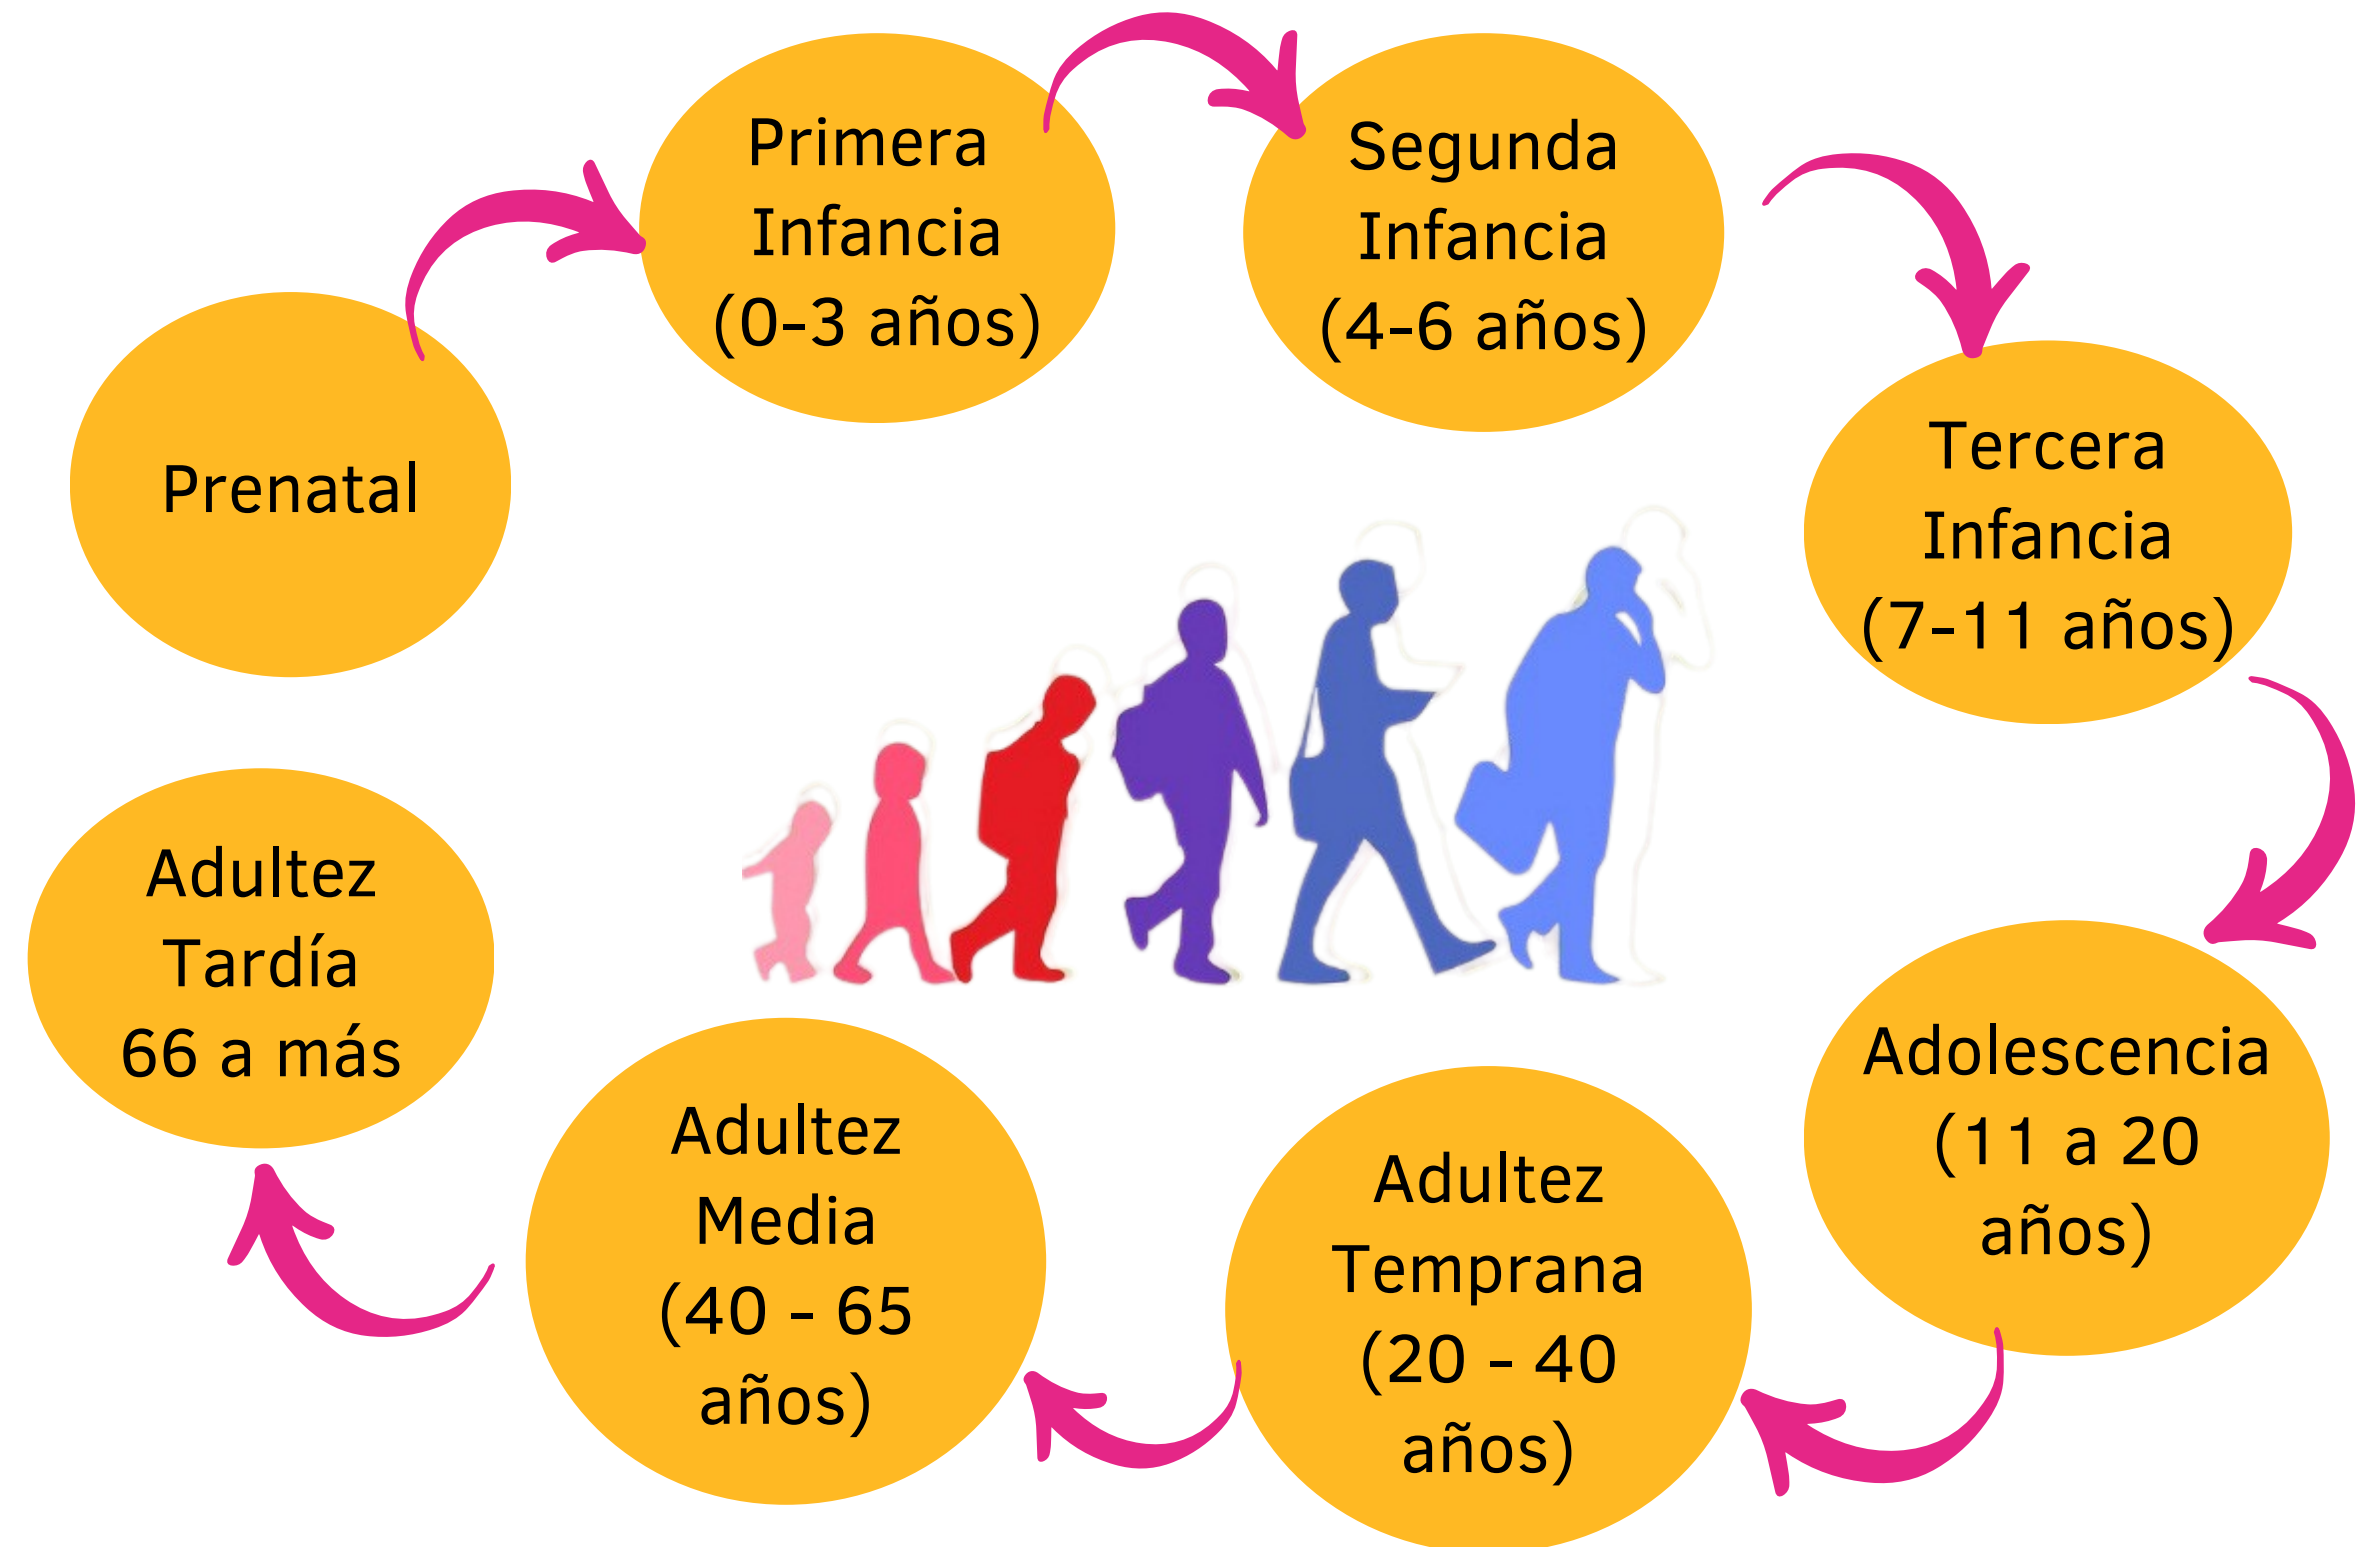 Prenatal
Primera
Infancia
(0-3 años)
Segunda
Infancia
(4-6 años)
Tercera
Infancia
(7-11 años)
Adolescencia
(11 a 20
años)
Adultez
Temprana
(20 - 40
años)
Adultez
Media
(40 - 65
años)
Adultez
Tardía
66 a más